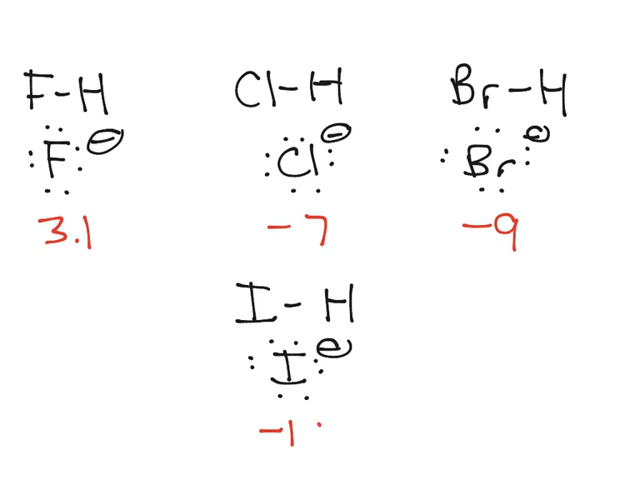 F-H Cl-H Br-H
:F:⊖ :Cl:⊖ :Br:⊖
3.1 -7 -9
I-H
:I:⊖
-1